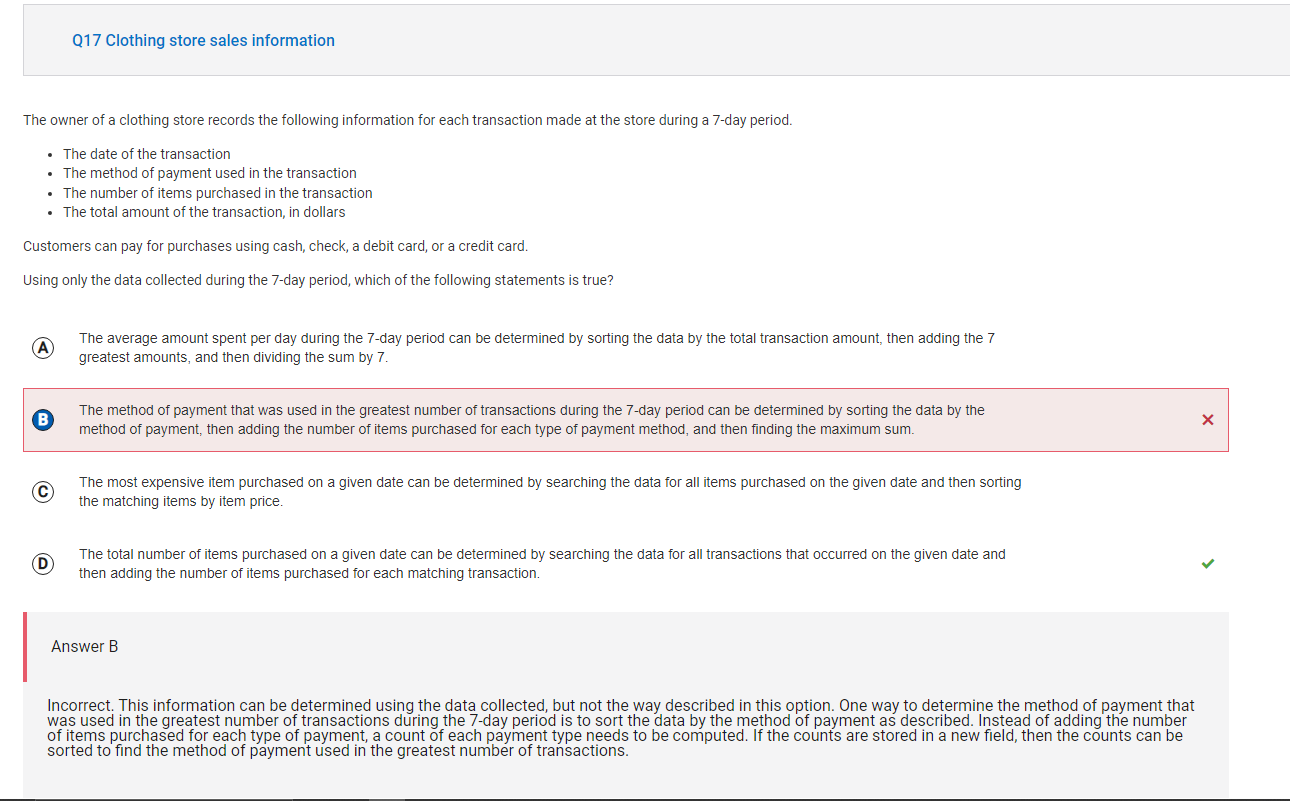 Q17 Clothing store sales information
The owner of a clothing store records the following information for each transaction made at the store during a 7-day period.
• The date of the transaction
• The method of payment used in the transaction
• The number of items purchased in the transaction
• The total amount of the transaction, in dollars
Customers can pay for purchases using cash, check, a debit card, or a credit card.
Using only the data collected during the 7-day period, which of the following statements is true?
A The average amount spent per day during the 7-day period can be determined by sorting the data by the total transaction amount, then adding the 7
greatest amounts, and then dividing the sum by 7.
B The method of payment that was used in the greatest number of transactions during the 7-day period can be determined by sorting the data by the
method of payment, then adding the number of items purchased for each type of payment method, and then finding the maximum sum.
C The most expensive item purchased on a given date can be determined by searching the data for all items purchased on the given date and then sorting
the matching items by item price.
D The total number of items purchased on a given date can be determined by searching the data for all transactions that occurred on the given date and
then adding the number of items purchased for each matching transaction.
Answer B
Incorrect. This information can be determined using the data collected, but not the way described in this option. One way to determine the method of payment that
was used in the greatest number of transactions during the 7-day period is to sort the data by the method of payment as described. Instead of adding the number
of items purchased for each type of payment, a count of each payment type needs to be computed. If the counts are stored in a new field, then the counts can be
sorted to find the method of payment used in the greatest number of transactions.